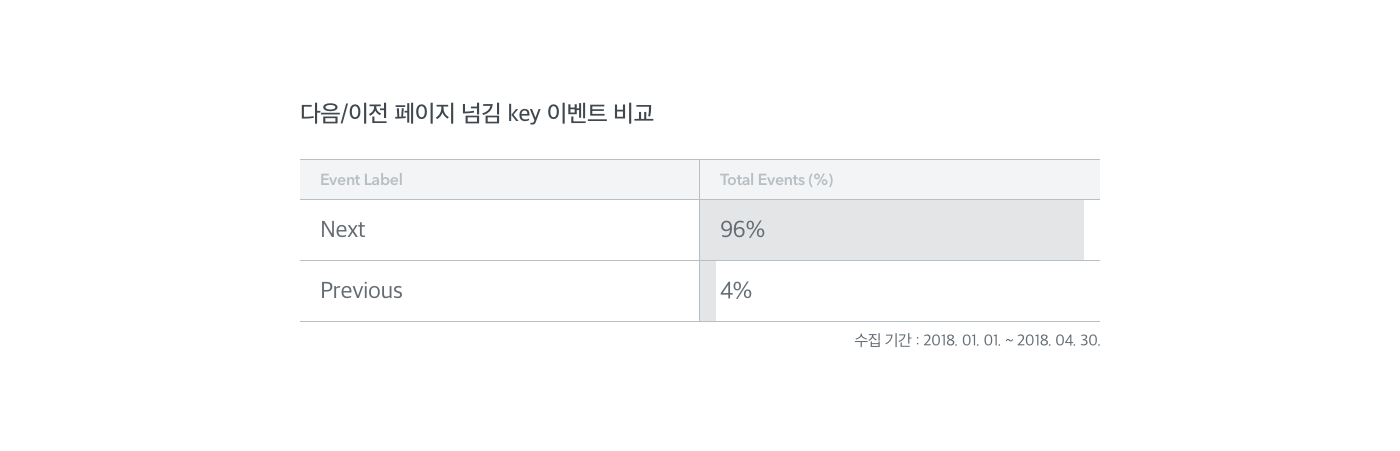 다음/이전 페이지 넘김 key 이벤트 비교
Event Label Total Events (%)
Next 96%
Previous 4%
수집 기간 : 2018. 01. 01. ~ 2018. 04. 30.